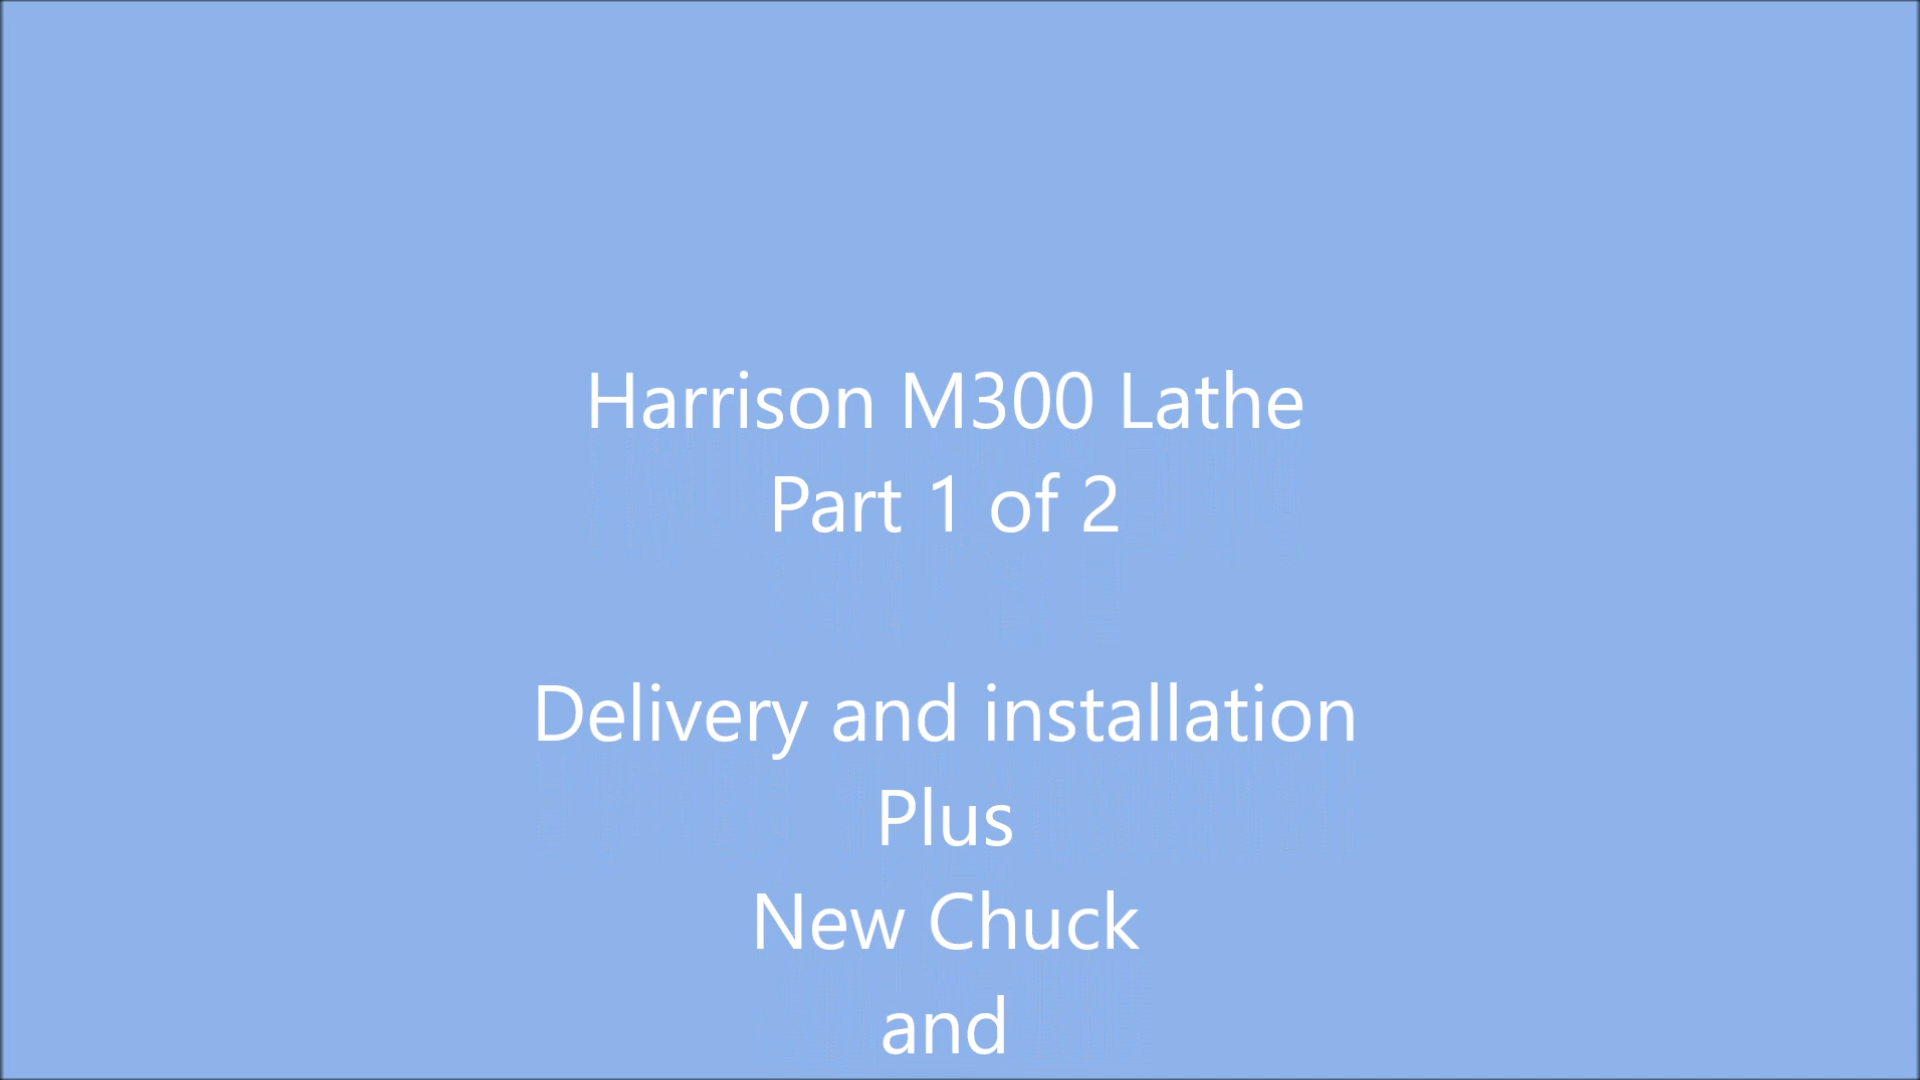 Harrison M300 Lathe
Part 1 of 2
Delivery and installation
Plus
New Chuck
and